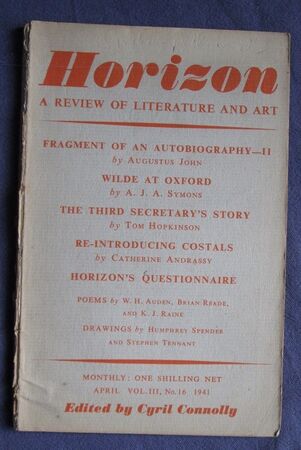 Horizon
A REVIEW OF LITERATURE AND ART
FRAGMENT OF AN AUTOBIOGRAPHY—II
by AUGUSTUS JOHN
WILDE AT OXFORD
by A. J. A. SYMONS
THE THIRD SECRETARY'S STORY
by TOM HOPKINSON
RE-INTRODUCING COSTALS
by CATHERINE ANDRASSY
HORIZON'S QUESTIONNAIRE
POEMS by W. H. AUDEN, BRIAN READE,
AND K. J. RAINE
DRAWINGS by HUMPHREY SPENDER
AND STEPHEN TENNANT
MONTHLY: ONE SHILLING NET
APRIL VOL. III, No. 16 1941
Edited by Cyril Connolly